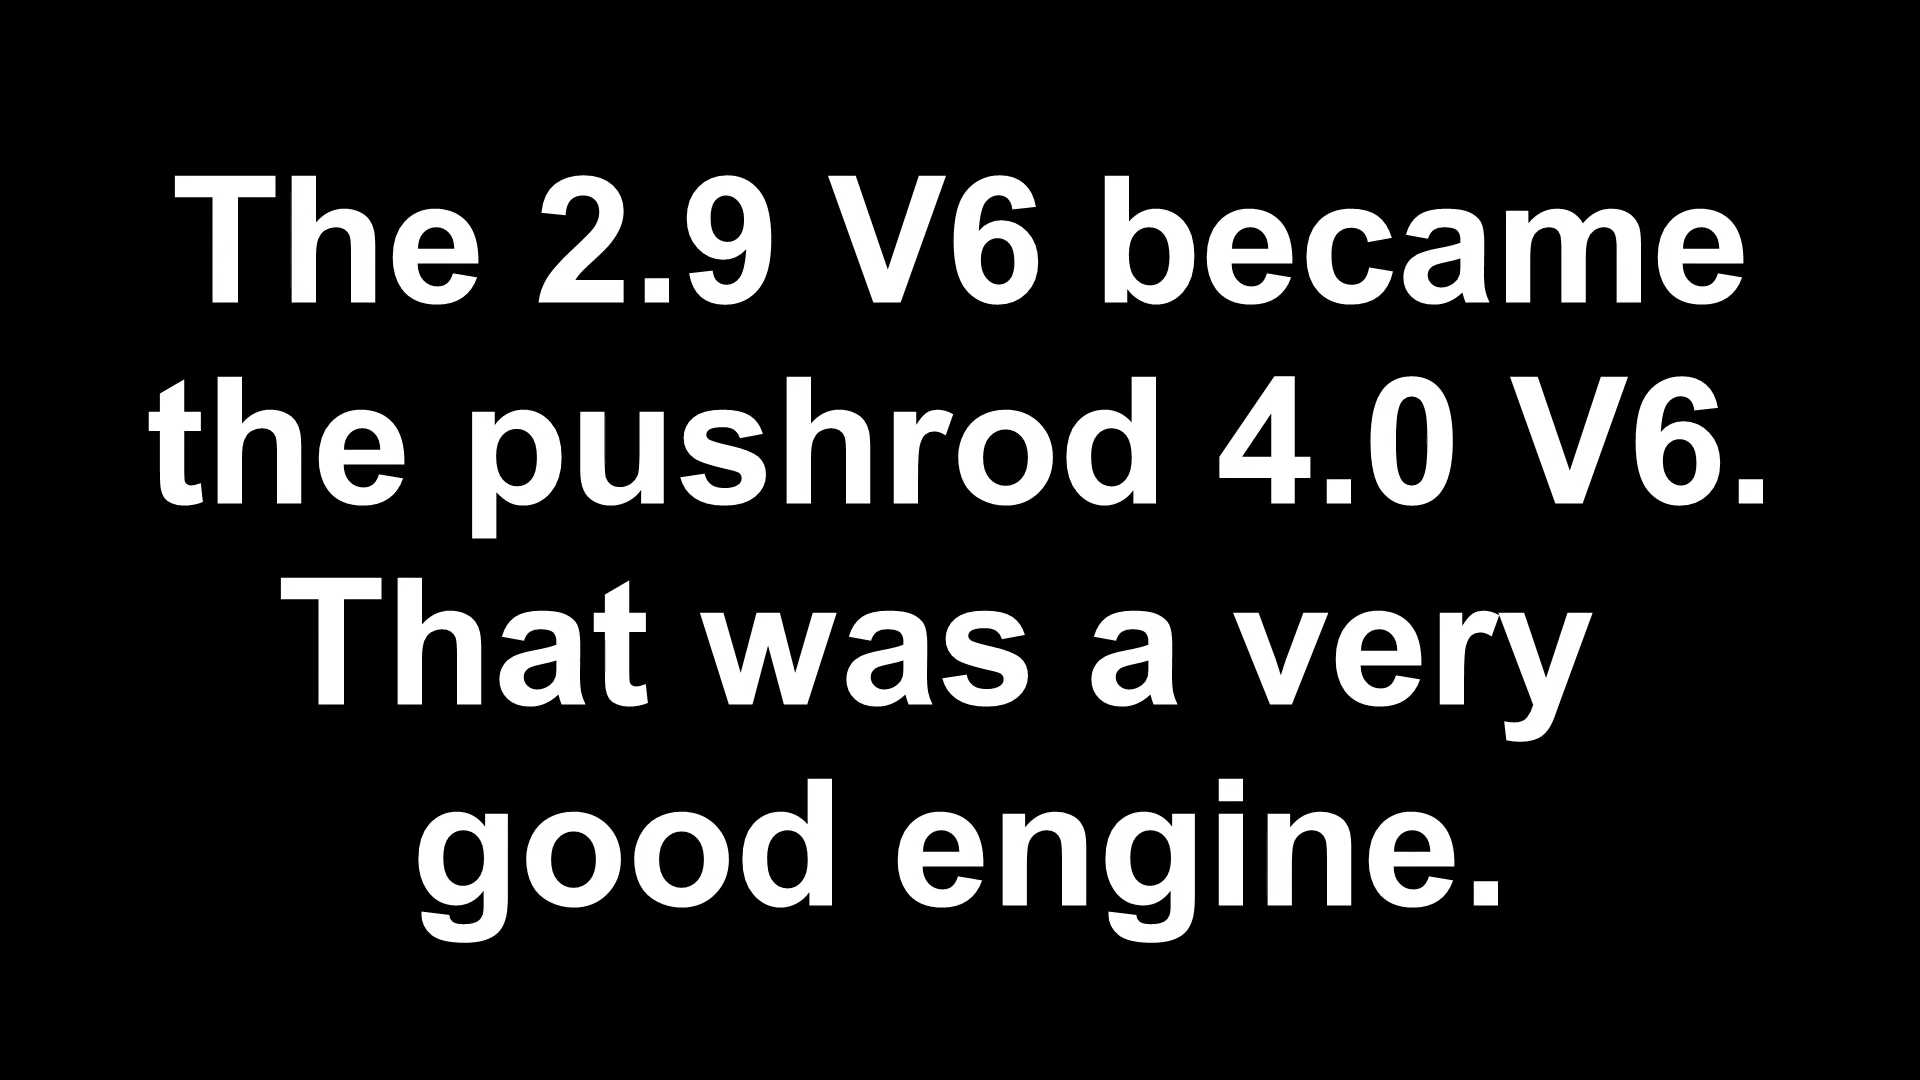 The 2.9 V6 became
the pushrod 4.0 V6.
That was a very
good engine.